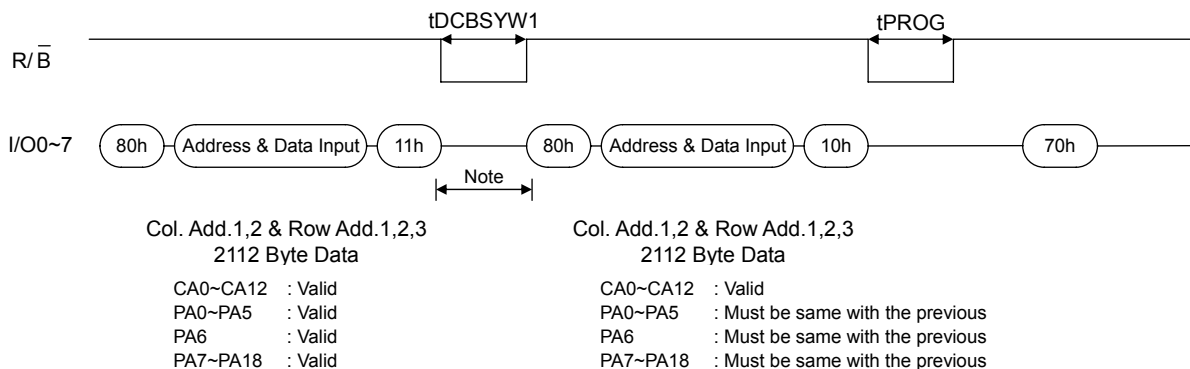 tDCBSYW1 tPROG
R/B̅
I/O0~7 80h Address & Data Input 11h 80h Address & Data Input 10h 70h
Note
Col. Add.1,2 & Row Add.1,2,3 Col. Add.1,2 & Row Add.1,2,3
2112 Byte Data 2112 Byte Data
CA0~CA12 : Valid CA0~CA12 : Valid
PA0~PA5 : Valid PA0~PA5 : Must be same with the previous
PA6 : Valid PA6 : Must be same with the previous
PA7~PA18 : Valid PA7~PA18 : Must be same with the previous